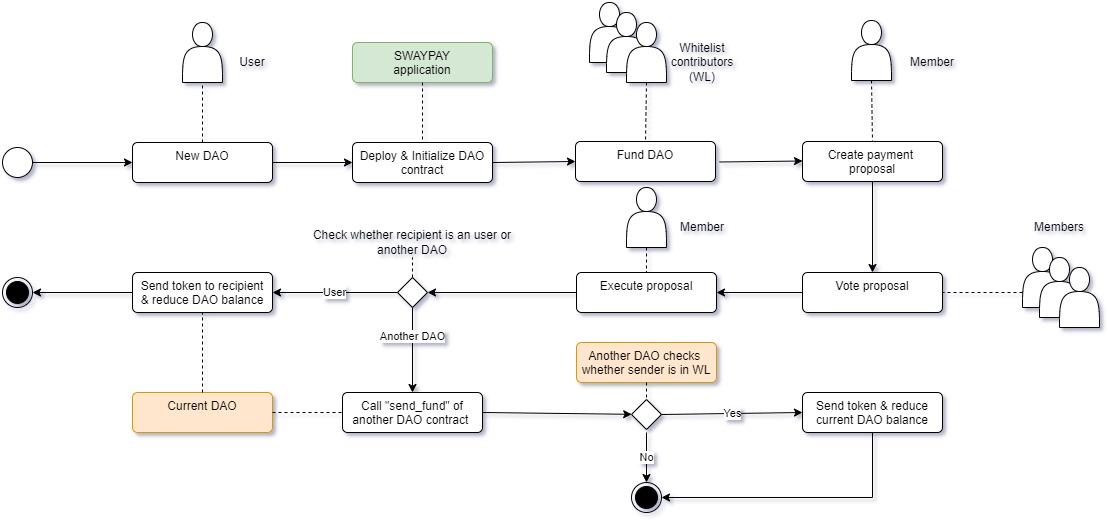 User
SWAYPAY
application
Whitelist
contributors
(WL)
Member
New DAO
Deploy & Initialize DAO
contract
Fund DAO
Create payment
proposal
Check whether recipient is an user or
another DAO
Member
Members
Send token to recipient
& reduce DAO balance
User
Execute proposal
Vote proposal
Another DAO
Another DAO checks
whether sender is in WL
Current DAO
Call "send_fund" of
another DAO contract
Yes
Send token & reduce
current DAO balance
No